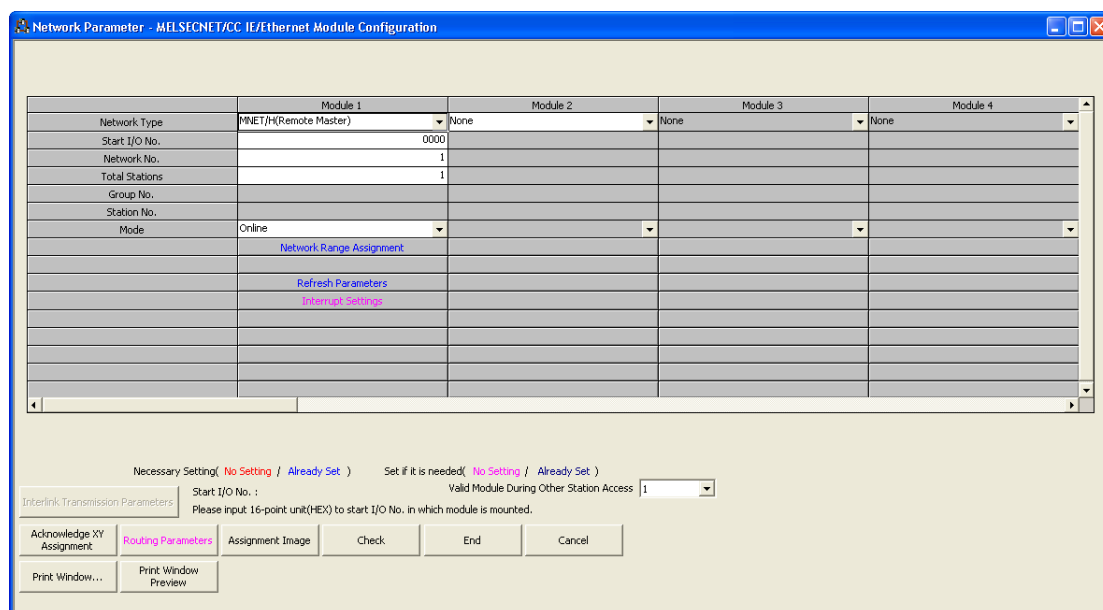 Network Parameter - MELSECNET/CC IE/Ethernet Module Configuration
Module 1 Module 2 Module 3 Module 4
Network Type MNET/H(Remote Master) None None None
Start I/O No. 0000
Network No. 1
Total Stations 1
Group No.
Station No.
Mode Online
Network Range Assignment
Refresh Parameters
Interrupt Settings
Necessary Setting( No Setting / Already Set ) Set if it is needed( No Setting / Already Set )
Interlink Transmission Parameters
Start I/O No. : Valid Module During Other Station Access 1
Please input 16-point unit(HEX) to start I/O No. in which module is mounted.
Acknowledge XY Assignment Routing Parameters Assignment Image Check End Cancel
Print Window... Print Window Preview